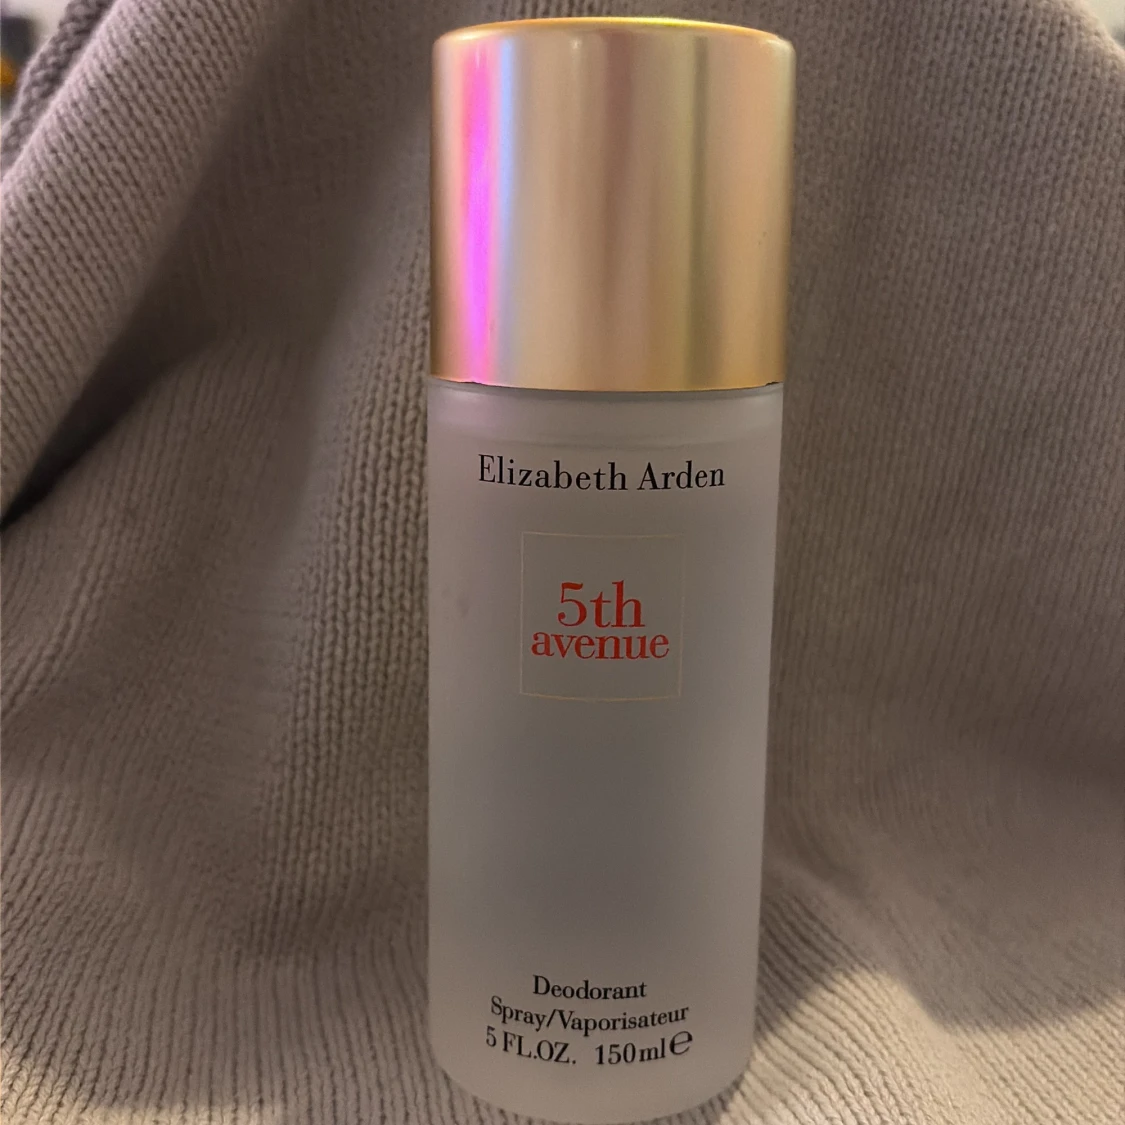 Elizabeth Arden
5th
avenue
Deodorant
Spray/Vaporisateur
5 FL.OZ. 150ml℮